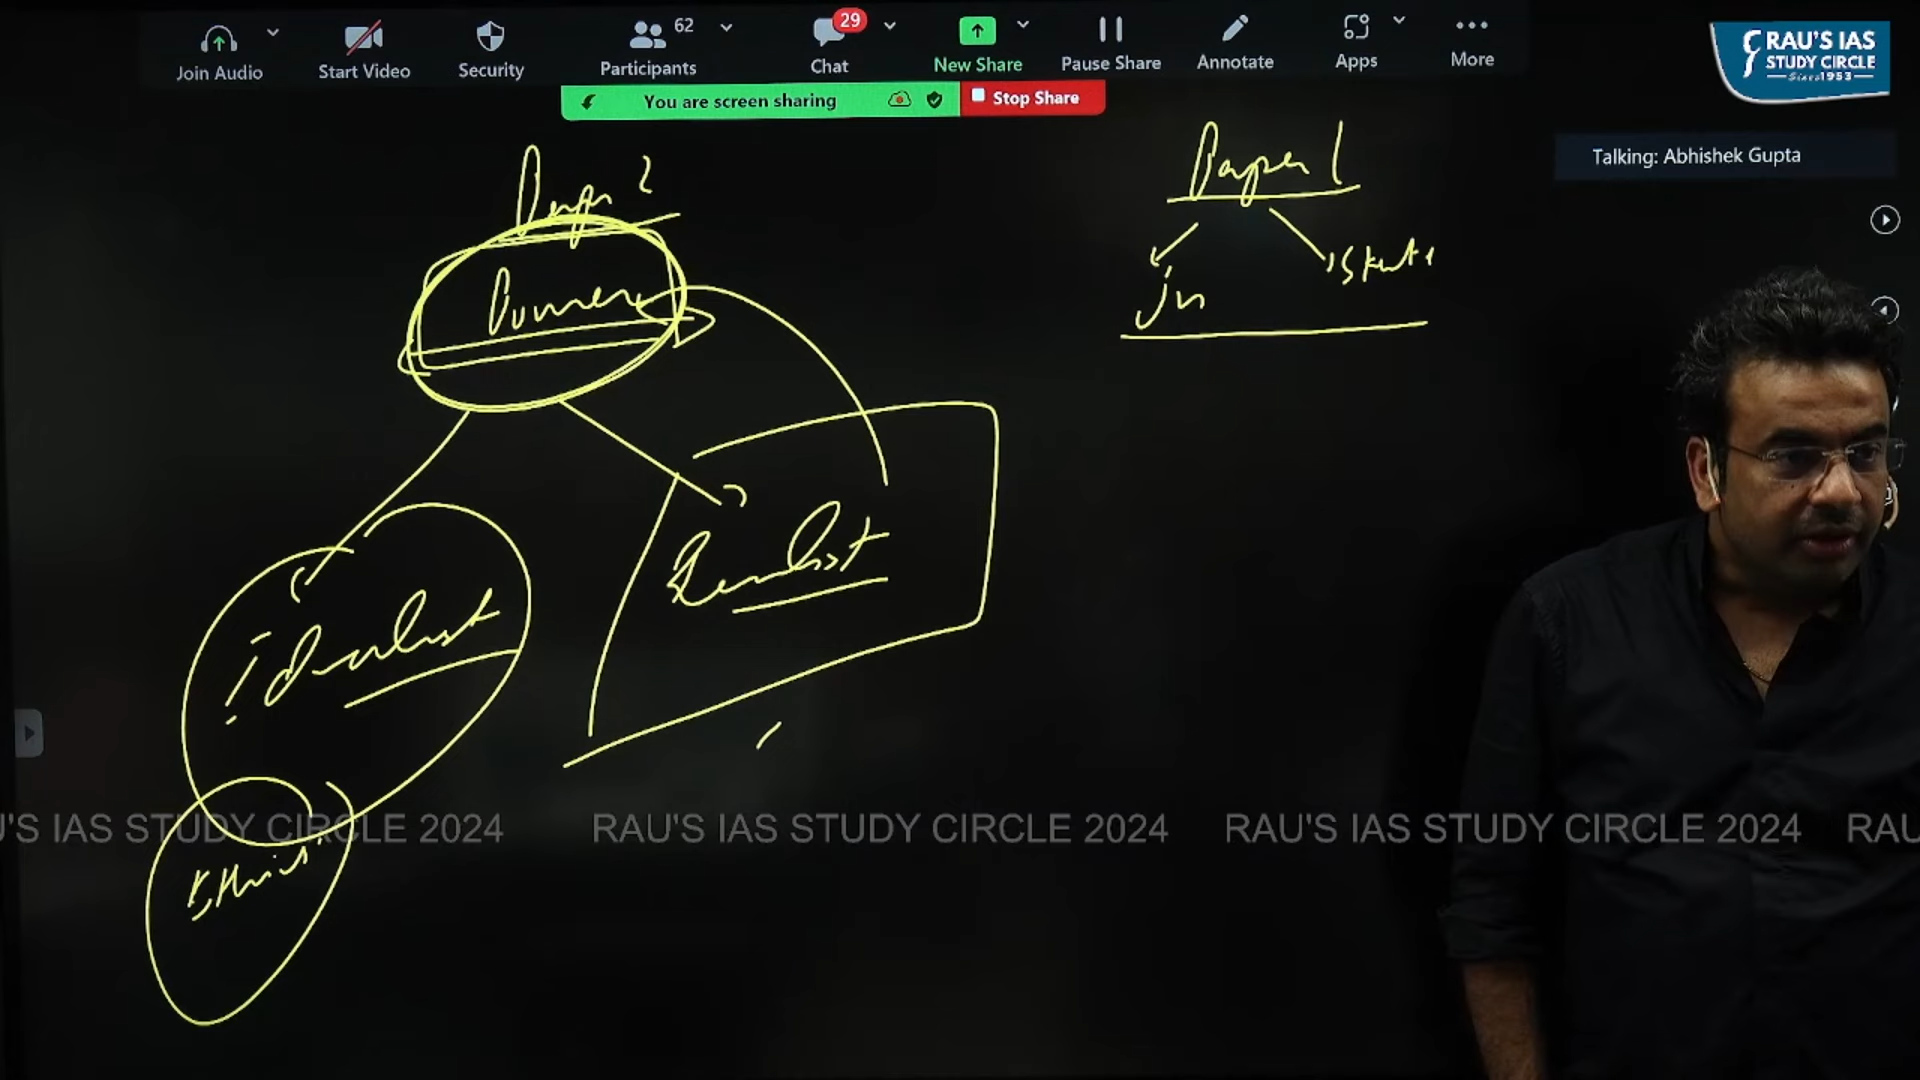 62
29
Join Audio
Start Video
Security
Participants
Chat
New Share
Pause Share
Annotate
Apps
More
RAU'S IAS
STUDY CIRCLE
Since 1953
You are screen sharing
Stop Share
Talking: Abhishek Gupta
Paper 2
Paper 1
Power
Realist
idealist
U'S IAS STUDY CIRCLE 2024 RAU'S IAS STUDY CIRCLE 2024 RAU'S IAS STUDY CIRCLE 2024 RAU